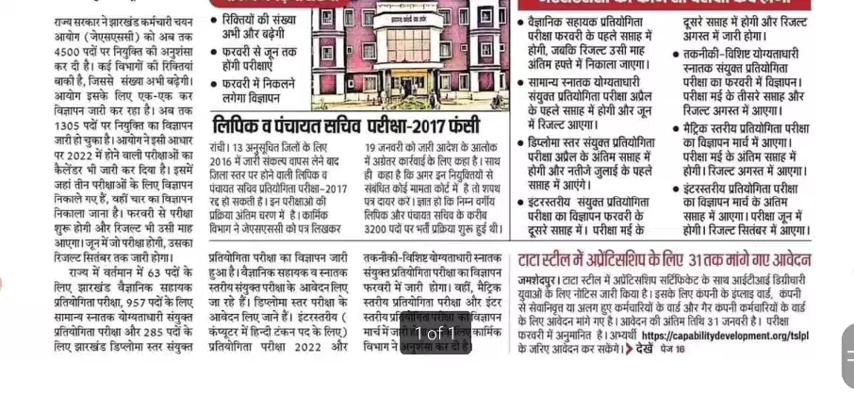 राज्य सरकार ने झारखंड कर्मचारी चयन
आयोग (जेएसएससी) को अब तक
4500 पदों पर नियुक्ति की अनुशंसा
कर दी है। कई विभागों की रिक्तियां
बाकी है, जिससे संख्या अभी बढ़ेगी।
आयोग इसके लिए एक-एक कर
विज्ञापन जारी कर रहा है। अब तक
1305 पदों पर नियुक्ति का विज्ञापन
जारी हो चुका है। आयोग ने इसी आधार
पर 2022 में होने वाली परीक्षाओं का
कैलेंडर भी जारी कर दिया है। इसमें
जहां तीन परीक्षाओं के लिए विज्ञापन
निकाले गए हैं, वहीं चार का विज्ञापन
निकाला जाना है। फरवरी से परीक्षा
शुरू होगी और रिजल्ट भी उसी माह
आएगा। जून में जो परीक्षा होगी, उसका
रिजल्ट सितंबर तक जारी होगा।
राज्य में वर्तमान में 63 पदों के
लिए झारखंड वैज्ञानिक सहायक
प्रतियोगिता परीक्षा, 957 पदों के लिए
सामान्य स्नातक योग्यताधारी संयुक्त
प्रतियोगिता परीक्षा और 285 पदों के
लिए झारखंड डिप्लोमा स्तर संयुक्त
● रिक्तियों की संख्या
अभी और बढ़ेगी
● फरवरी से जून तक
होंगी परीक्षाएं
● फरवरी में निकलने
लगेगा विज्ञापन
लिपिक व पंचायत सचिव परीक्षा-2017 फंसी
रांची। 13 अनुसूचित जिलों के लिए
2016 में जारी संकल्प वापस लेने बाद
जिला स्तर पर होने वाली लिपिक व
पंचायत सचिव प्रतियोगिता परीक्षा-2017
रद्द हो सकती है। इन परीक्षाओं की
प्रक्रिया अंतिम चरण में है। कार्मिक
विभाग ने जेएसएससी को पत्र लिखकर
19 जनवरी को जारी आदेश के आलोक
में अग्रेतर कार्रवाई के लिए कहा है। साथ
ही कहा है कि अगर इन नियुक्तियों से
संबंधित कोई मामला कोर्ट में है तो शपथ
पत्र दायर करें। ज्ञात हो कि निम्न वर्गीय
लिपिक और पंचायत सचिव के करीब
3200 पदों पर भर्ती प्रक्रिया शुरू हुई थी।
प्रतियोगिता परीक्षा का विज्ञापन जारी
हुआ है। वैज्ञानिक सहायक व स्नातक
स्तरीय संयुक्त परीक्षा के आवेदन लिए
जा रहे हैं। डिप्लोमा स्तर परीक्षा के
आवेदन लिए जाने हैं। इंटरस्तरीय (
कंप्यूटर में हिन्दी टंकन पद के लिए)
प्रतियोगिता परीक्षा 2022 और
तकनीकी-विशिष्ट योग्यताधारी स्नातक
संयुक्त प्रतियोगिता परीक्षा का विज्ञापन
फरवरी में जारी होगा। वहीं, मैट्रिक
स्तरीय प्रतियोगिता परीक्षा और इंटर
स्तरीय प्रतियोगिता परीक्षा का विज्ञापन
मार्च में जारी लिए कार्मिक
विभाग ने अनुशंसा कर दी है।
1 of 1
● वैज्ञानिक सहायक प्रतियोगिता
परीक्षा फरवरी के पहले सप्ताह में
होगी, जबकि रिजल्ट उसी माह
अंतिम हफ्ते में निकाला जाएगा।
● सामान्य स्नातक योग्यताधारी
संयुक्त प्रतियोगिता परीक्षा अप्रैल
के पहले सप्ताह में होगी और जून
में रिजल्ट आएगा।
● डिप्लोमा स्तर संयुक्त प्रतियोगिता
परीक्षा अप्रैल के अंतिम सप्ताह में
होगी और नतीजे जुलाई के पहले
सप्ताह में आएंगे।
● इंटरस्तरीय संयुक्त प्रतियोगिता
परीक्षा का विज्ञापन फरवरी के
दूसरे सप्ताह में। परीक्षा मई के
दूसरे सप्ताह में होगी और रिजल्ट
अगस्त में जारी होगा।
● तकनीकी-विशिष्ट योग्यताधारी
स्नातक संयुक्त प्रतियोगिता
परीक्षा का फरवरी में विज्ञापन।
परीक्षा मई के तीसरे सप्ताह और
रिजल्ट अगस्त में आएगा।
● मैट्रिक स्तरीय प्रतियोगिता परीक्षा
का विज्ञापन मार्च में आएगा।
परीक्षा मई के अंतिम सप्ताह में
होगी। रिजल्ट अगस्त में आएगा।
● इंटरस्तरीय प्रतियोगिता परीक्षा
का विज्ञापन मार्च के अंतिम
सप्ताह में आएगा। परीक्षा जून में
होगी। रिजल्ट सितंबर में आएगा।
टाटा स्टील में अप्रेंटिसशिप के लिए 31 तक मांगे गए आवेदन
जमशेदपुर। टाटा स्टील में अप्रेंटिसशिप सर्टिफिकेट के साथ आईटीआई डिग्रीधारी
युवाओ के लिए नोटिस जारी किया है। इसके लिए कंपनी के इंप्लाइ वार्ड, कंपनी
से सेवानिवृत्त या अलग हुए कर्मचारियों के वार्ड और गैर कंपनी कर्मचारियों के वार्ड
के लिए आवेदन मांगे गए है। आवेदन की अंतिम तिथि 31 जनवरी है। परीक्षा
फरवरी में अनुमानित है। अभ्यर्थी https://capabilitydevelopment.org/tslpl
के जरिए आवेदन कर सकेंगे। देखें पेज 16